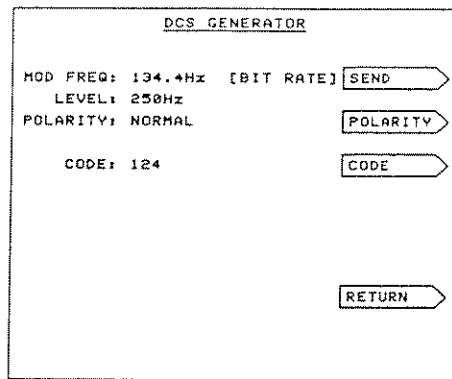 DCS GENERATOR
MOD FREQ: 134.4Hz [BIT RATE] SEND
LEVEL: 250Hz
POLARITY: NORMAL POLARITY
CODE: 124 CODE
RETURN